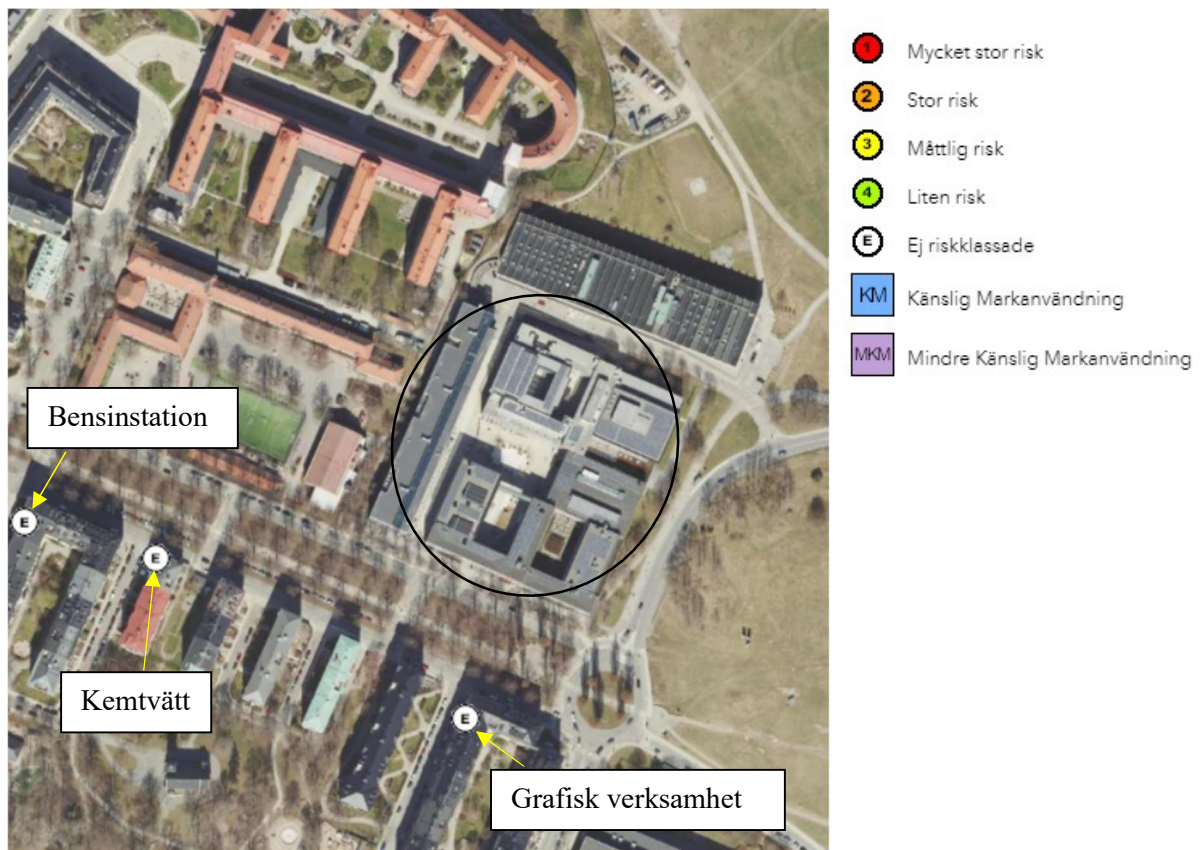 Bensinstation
E
E
Kemtvätt
E
Grafisk verksamhet
1 Mycket stor risk
2 Stor risk
3 Måttlig risk
4 Liten risk
E Ej riskklassade
KM Känslig Markanvändning
MKM Mindre Känslig Markanvändning